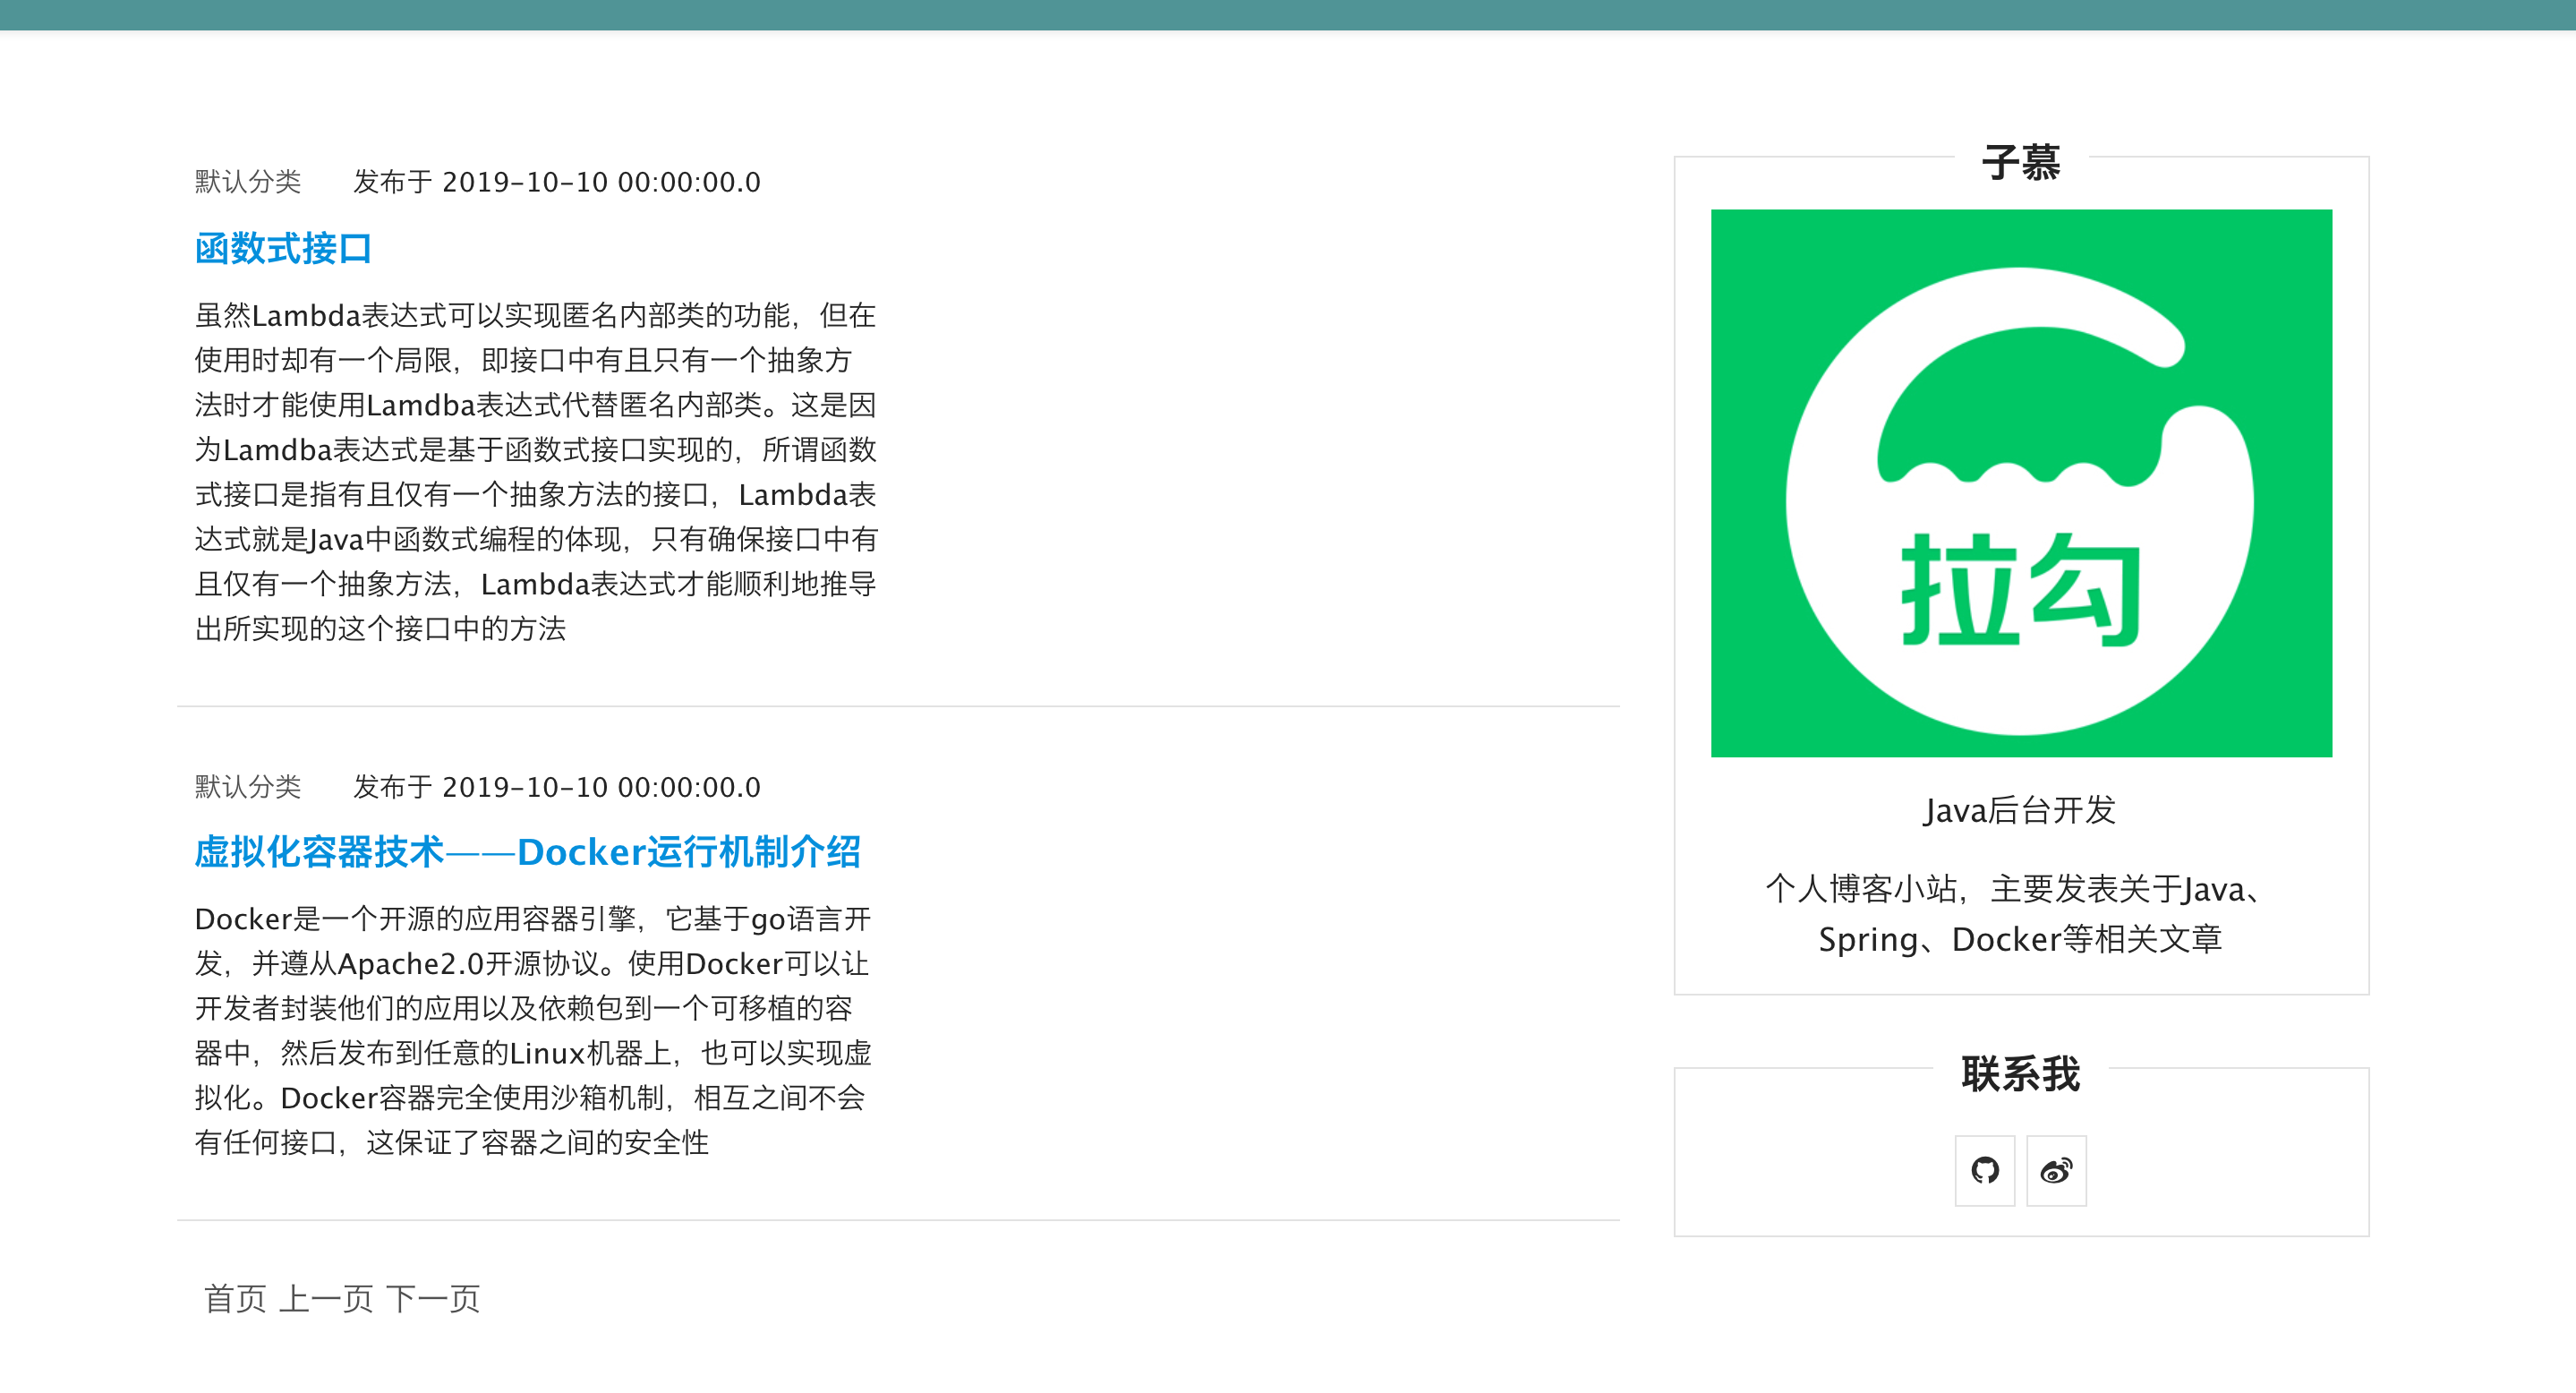 默认分类 发布于 2019-10-10 00:00:00.0
函数式接口
虽然Lambda表达式可以实现匿名内部类的功能，但在
使用时却有一个局限，即接口中有且只有一个抽象方
法时才能使用Lamdba表达式代替匿名内部类。这是因
为Lamdba表达式是基于函数式接口实现的，所谓函数
式接口是指有且仅有一个抽象方法的接口，Lambda表
达式就是Java中函数式编程的体现，只有确保接口中有
且仅有一个抽象方法，Lambda表达式才能顺利地推导
出所实现的这个接口中的方法
默认分类 发布于 2019-10-10 00:00:00.0
虚拟化容器技术——Docker运行机制介绍
Docker是一个开源的应用容器引擎，它基于go语言开
发，并遵从Apache2.0开源协议。使用Docker可以让
开发者封装他们的应用以及依赖包到一个可移植的容
器中，然后发布到任意的Linux机器上，也可以实现虚
拟化。Docker容器完全使用沙箱机制，相互之间不会
有任何接口，这保证了容器之间的安全性
首页 上一页 下一页
子慕
拉勾
Java后台开发
个人博客小站，主要发表关于Java、
Spring、Docker等相关文章
联系我